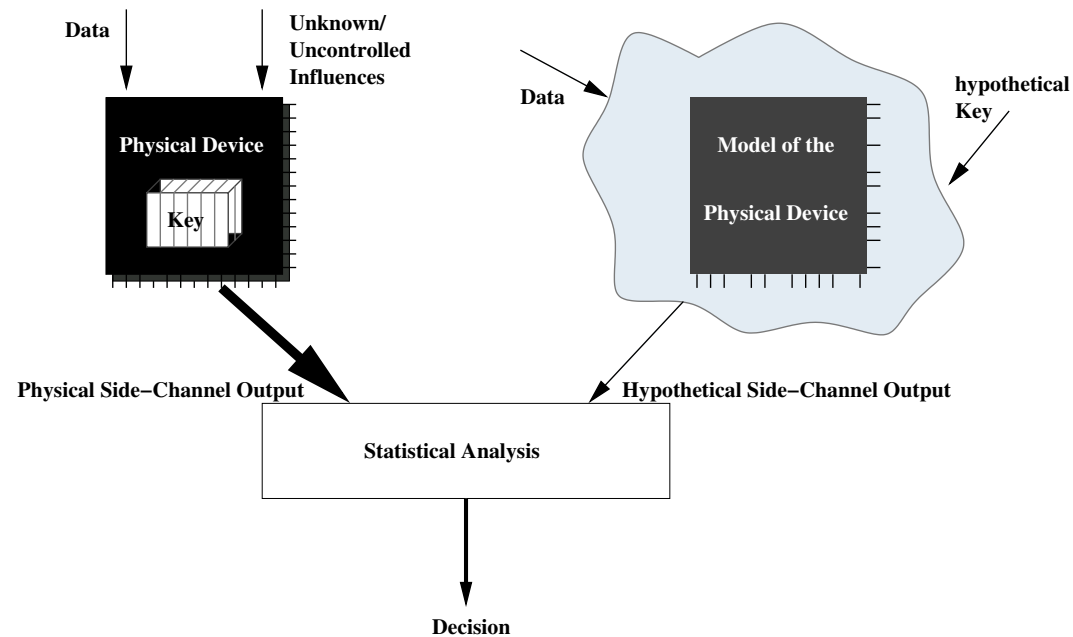 Data
Unknown/
Uncontrolled
Influences
Physical Device
Key
Data
hypothetical
Key
Model of the
Physical Device
Physical Side−Channel Output
Hypothetical Side−Channel Output
Statistical Analysis
Decision